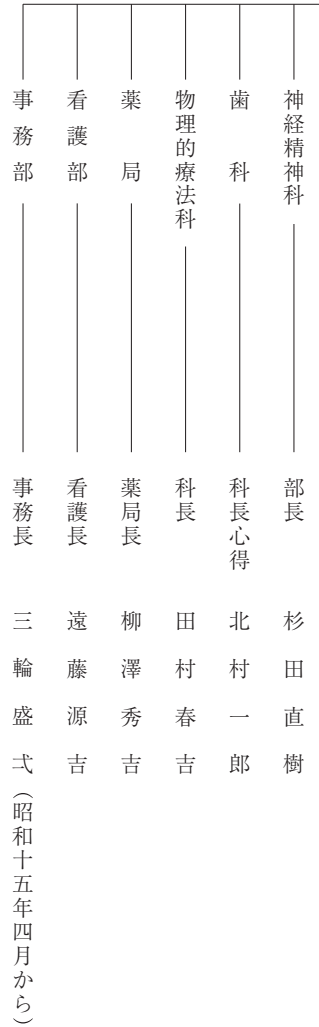 神経精神科 部長 杉田直樹
歯科 科長心得 北村一郎
物理的療法科 科長 田村春吉
薬局 薬局長 柳澤秀吉
看護部 看護長 遠藤源吉
事務部 事務長 三輪盛弌（昭和十五年四月から）